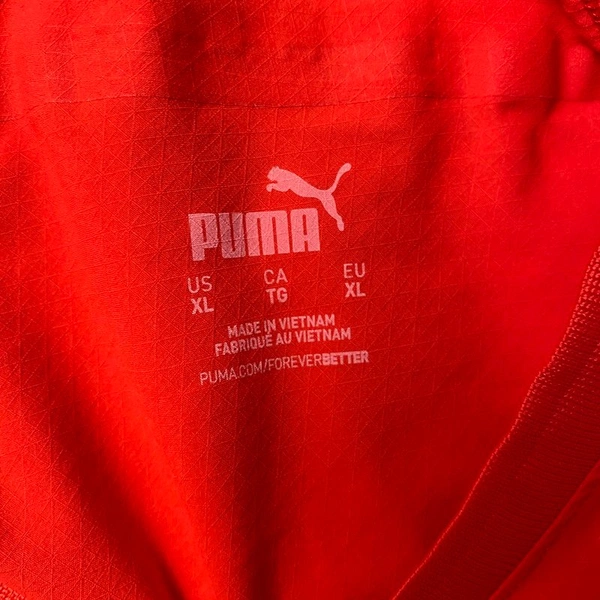 PUMA
US CA EU
XL TG XL
MADE IN VIETNAM
FABRIQUÉ AU VIETNAM
PUMA.COM/FOREVERBETTER